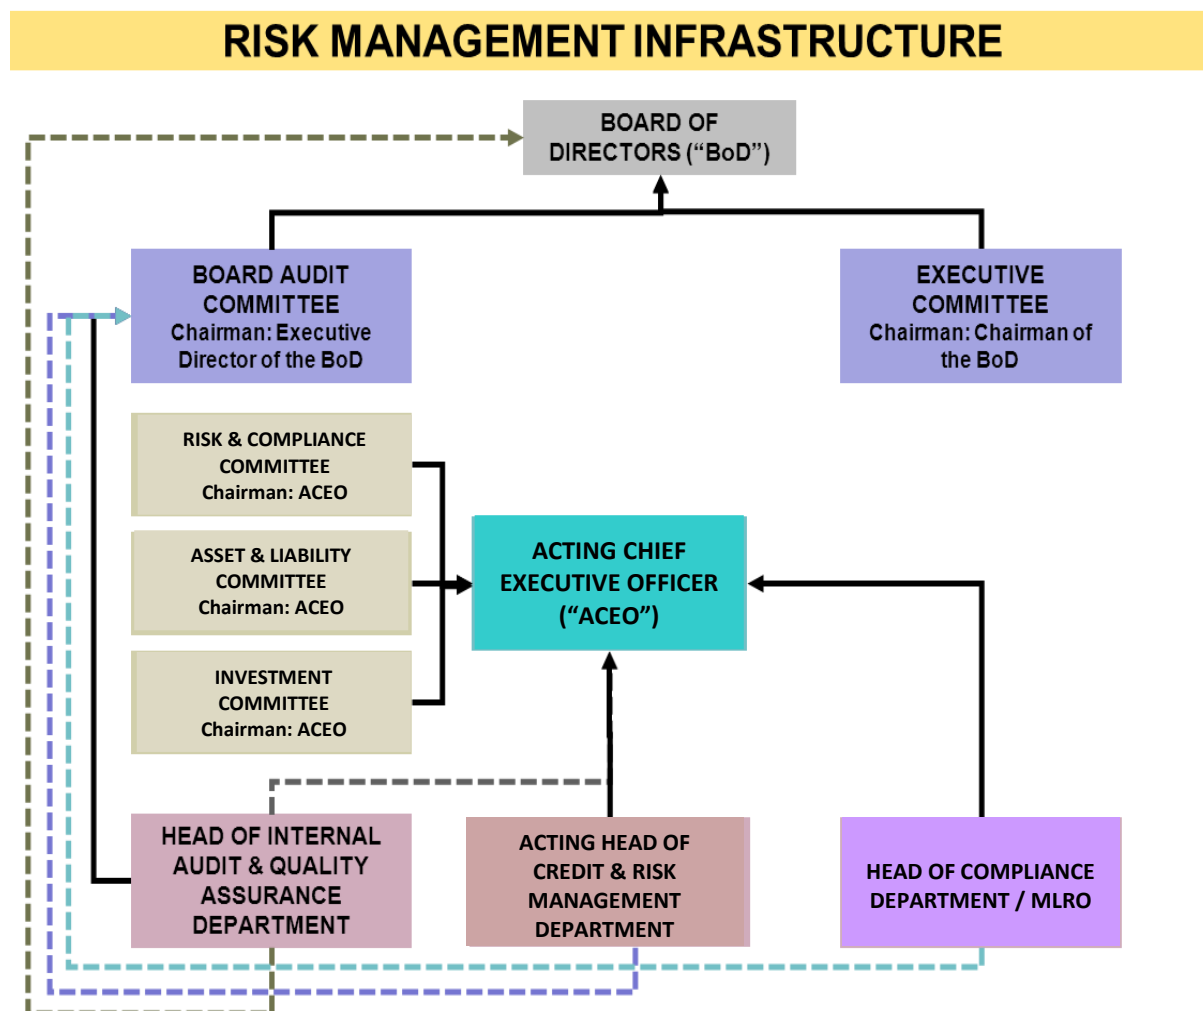 RISK MANAGEMENT INFRASTRUCTURE
BOARD OF
DIRECTORS (“BoD”)
BOARD AUDIT
COMMITTEE
Chairman: Executive
Director of the BoD
EXECUTIVE
COMMITTEE
Chairman: Chairman of
the BoD
RISK & COMPLIANCE
COMMITTEE
Chairman: ACEO
ASSET & LIABILITY
COMMITTEE
Chairman: ACEO
INVESTMENT
COMMITTEE
Chairman: ACEO
ACTING CHIEF
EXECUTIVE OFFICER
(“ACEO”)
HEAD OF INTERNAL
AUDIT & QUALITY
ASSURANCE
DEPARTMENT
ACTING HEAD OF
CREDIT & RISK
MANAGEMENT
DEPARTMENT
HEAD OF COMPLIANCE
DEPARTMENT / MLRO